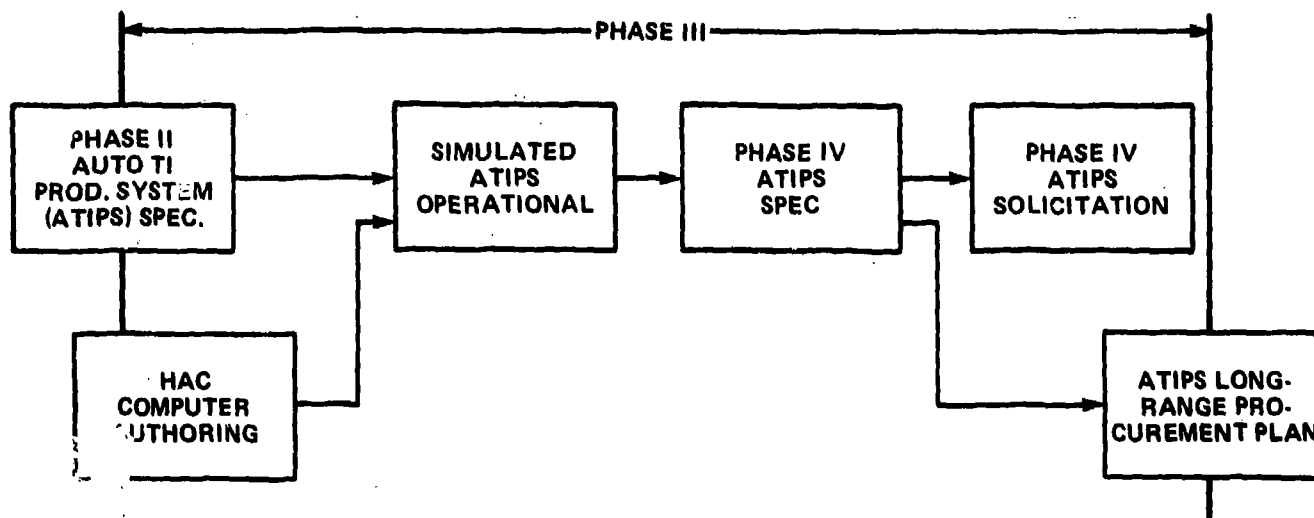 PHASE III
PHASE II
AUTO TI
PROD. SYSTEM
(ATIPS) SPEC.
SIMULATED
ATIPS
OPERATIONAL
PHASE IV
ATIPS
SPEC
PHASE IV
ATIPS
SOLICITATION
HAC
COMPUTER
AUTHORING
ATIPS LONG-
RANGE PRO-
CUREMENT PLAN